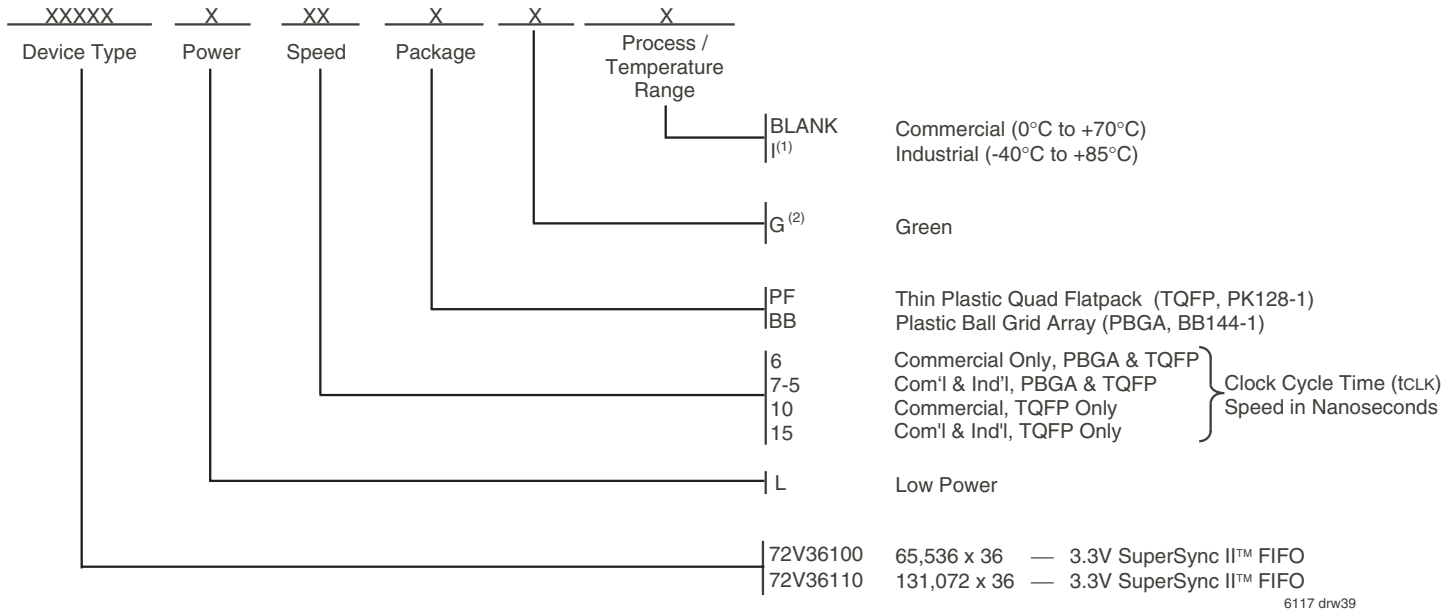 XXXXX X XX X X X
Device Type Power Speed Package Process /
Temperature
Range
BLANK Commercial (0°C to +70°C)
I(1) Industrial (-40°C to +85°C)
G (2) Green
PF Thin Plastic Quad Flatpack (TQFP, PK128-1)
BB Plastic Ball Grid Array (PBGA, BB144-1)
6 Commercial Only, PBGA & TQFP
7-5 Com‘l & Ind’l, PBGA & TQFP Clock Cycle Time (tCLK)
10 Commercial, TQFP Only Speed in Nanoseconds
15 Com'l & Ind'l, TQFP Only
L Low Power
72V36100 65,536 x 36 — 3.3V SuperSync II™ FIFO
72V36110 131,072 x 36 — 3.3V SuperSync II™ FIFO
6117 drw39